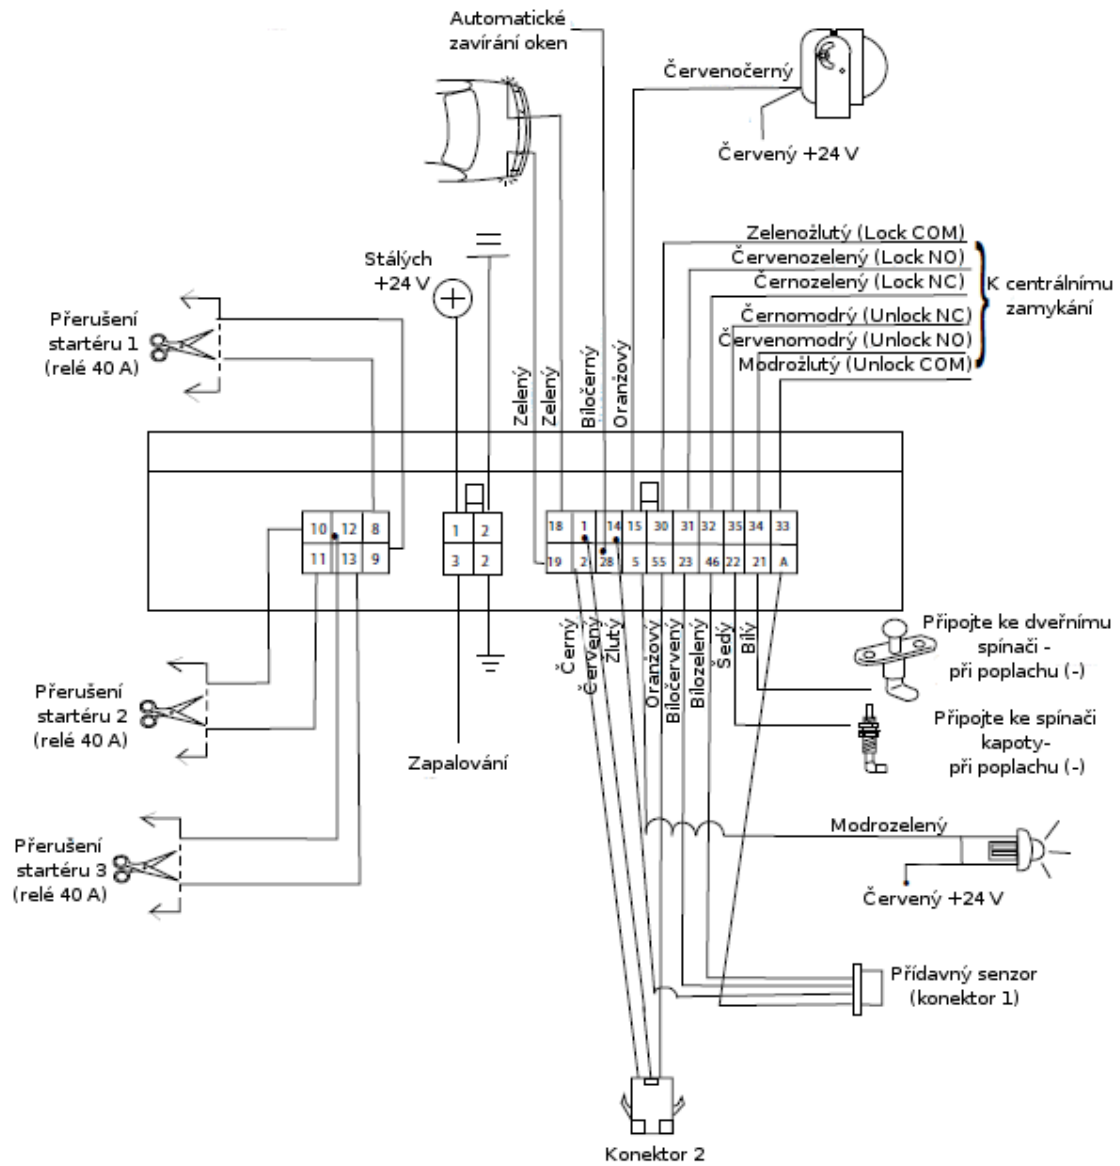 Automatické
zavírání oken
Červenočerný
Červený +24 V
Zelenožlutý (Lock COM)
Červenozelený (Lock NO)
Černozelený (Lock NC)
Černomodrý (Unlock NC)
Červenomodrý (Unlock NO)
Modrožlutý (Unlock COM)
K centrálnímu
zamykání
Stálých
+24 V
Přerušení
startéru 1
(relé 40 A)
Zelený
Zelený
Bíločerný
Oranžový
10 12 8
11 13 9
1 2
3 2
18 1 14 15 30 31 32 35 34 33
19 2 28 5 55 23 46 22 21 A
Černý
Červený
Žlutý
Oranžový
Bíločervený
Bílozelený
Šedý
Bílý
Připojte ke dveřnímu
spínači -
při poplachu (-)
Přerušení
startéru 2
(relé 40 A)
Zapalování
Připojte ke spínači
kapoty-
při poplachu (-)
Modrozelený
Červený +24 V
Přerušení
startéru 3
(relé 40 A)
Přídavný senzor
(konektor 1)
Konektor 2